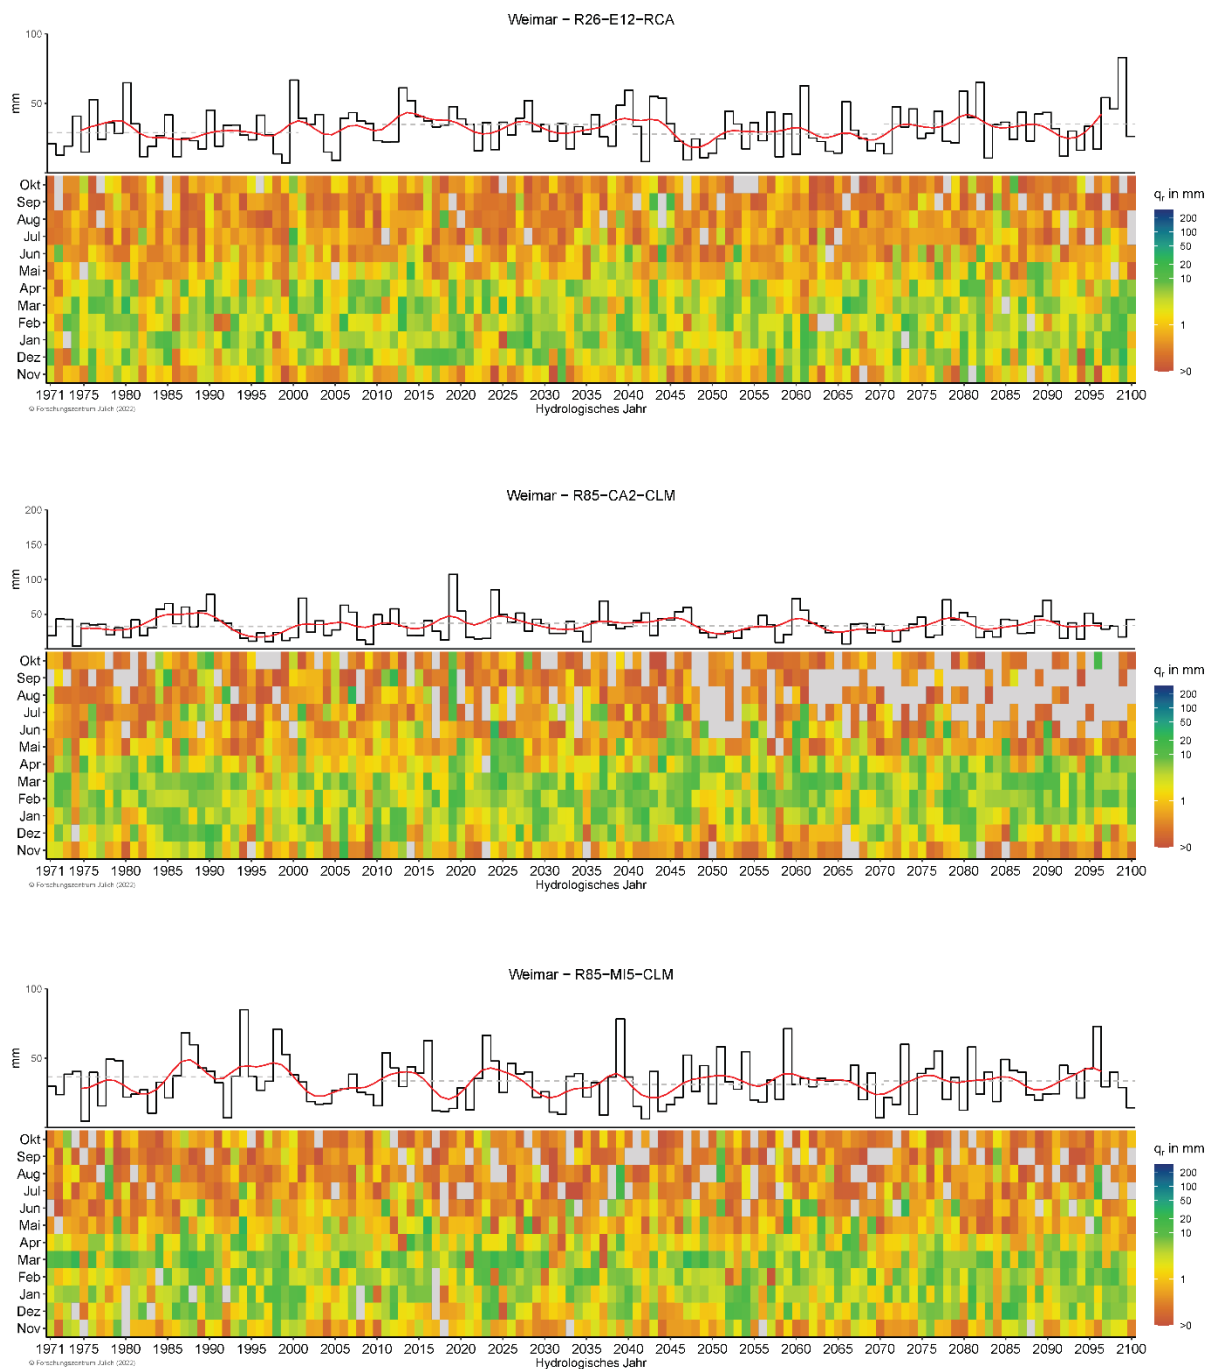 Weimar – R26–E12–RCA
100
50
mm
Okt
Sep
Aug
Jul
Jun
Mai
Apr
Mar
Feb
Jan
Dez
Nov
qr in mm
200
100
50
20
10
1
>0
1971 1975 1980 1985 1990 1995 2000 2005 2010 2015 2020 2025 2030 2035 2040 2045 2050 2055 2060 2065 2070 2075 2080 2085 2090 2095 2100
Hydrologisches Jahr
© Forschungszentrum Jülich (2022)
Weimar – R85–CA2–CLM
200
150
100
50
mm
Okt
Sep
Aug
Jul
Jun
Mai
Apr
Mar
Feb
Jan
Dez
Nov
qr in mm
200
100
50
20
10
1
>0
1971 1975 1980 1985 1990 1995 2000 2005 2010 2015 2020 2025 2030 2035 2040 2045 2050 2055 2060 2065 2070 2075 2080 2085 2090 2095 2100
Hydrologisches Jahr
© Forschungszentrum Jülich (2022)
Weimar – R85–MI5–CLM
100
50
mm
Okt
Sep
Aug
Jul
Jun
Mai
Apr
Mar
Feb
Jan
Dez
Nov
qr in mm
200
100
50
20
10
1
>0
1971 1975 1980 1985 1990 1995 2000 2005 2010 2015 2020 2025 2030 2035 2040 2045 2050 2055 2060 2065 2070 2075 2080 2085 2090 2095 2100
Hydrologisches Jahr
© Forschungszentrum Jülich (2022)